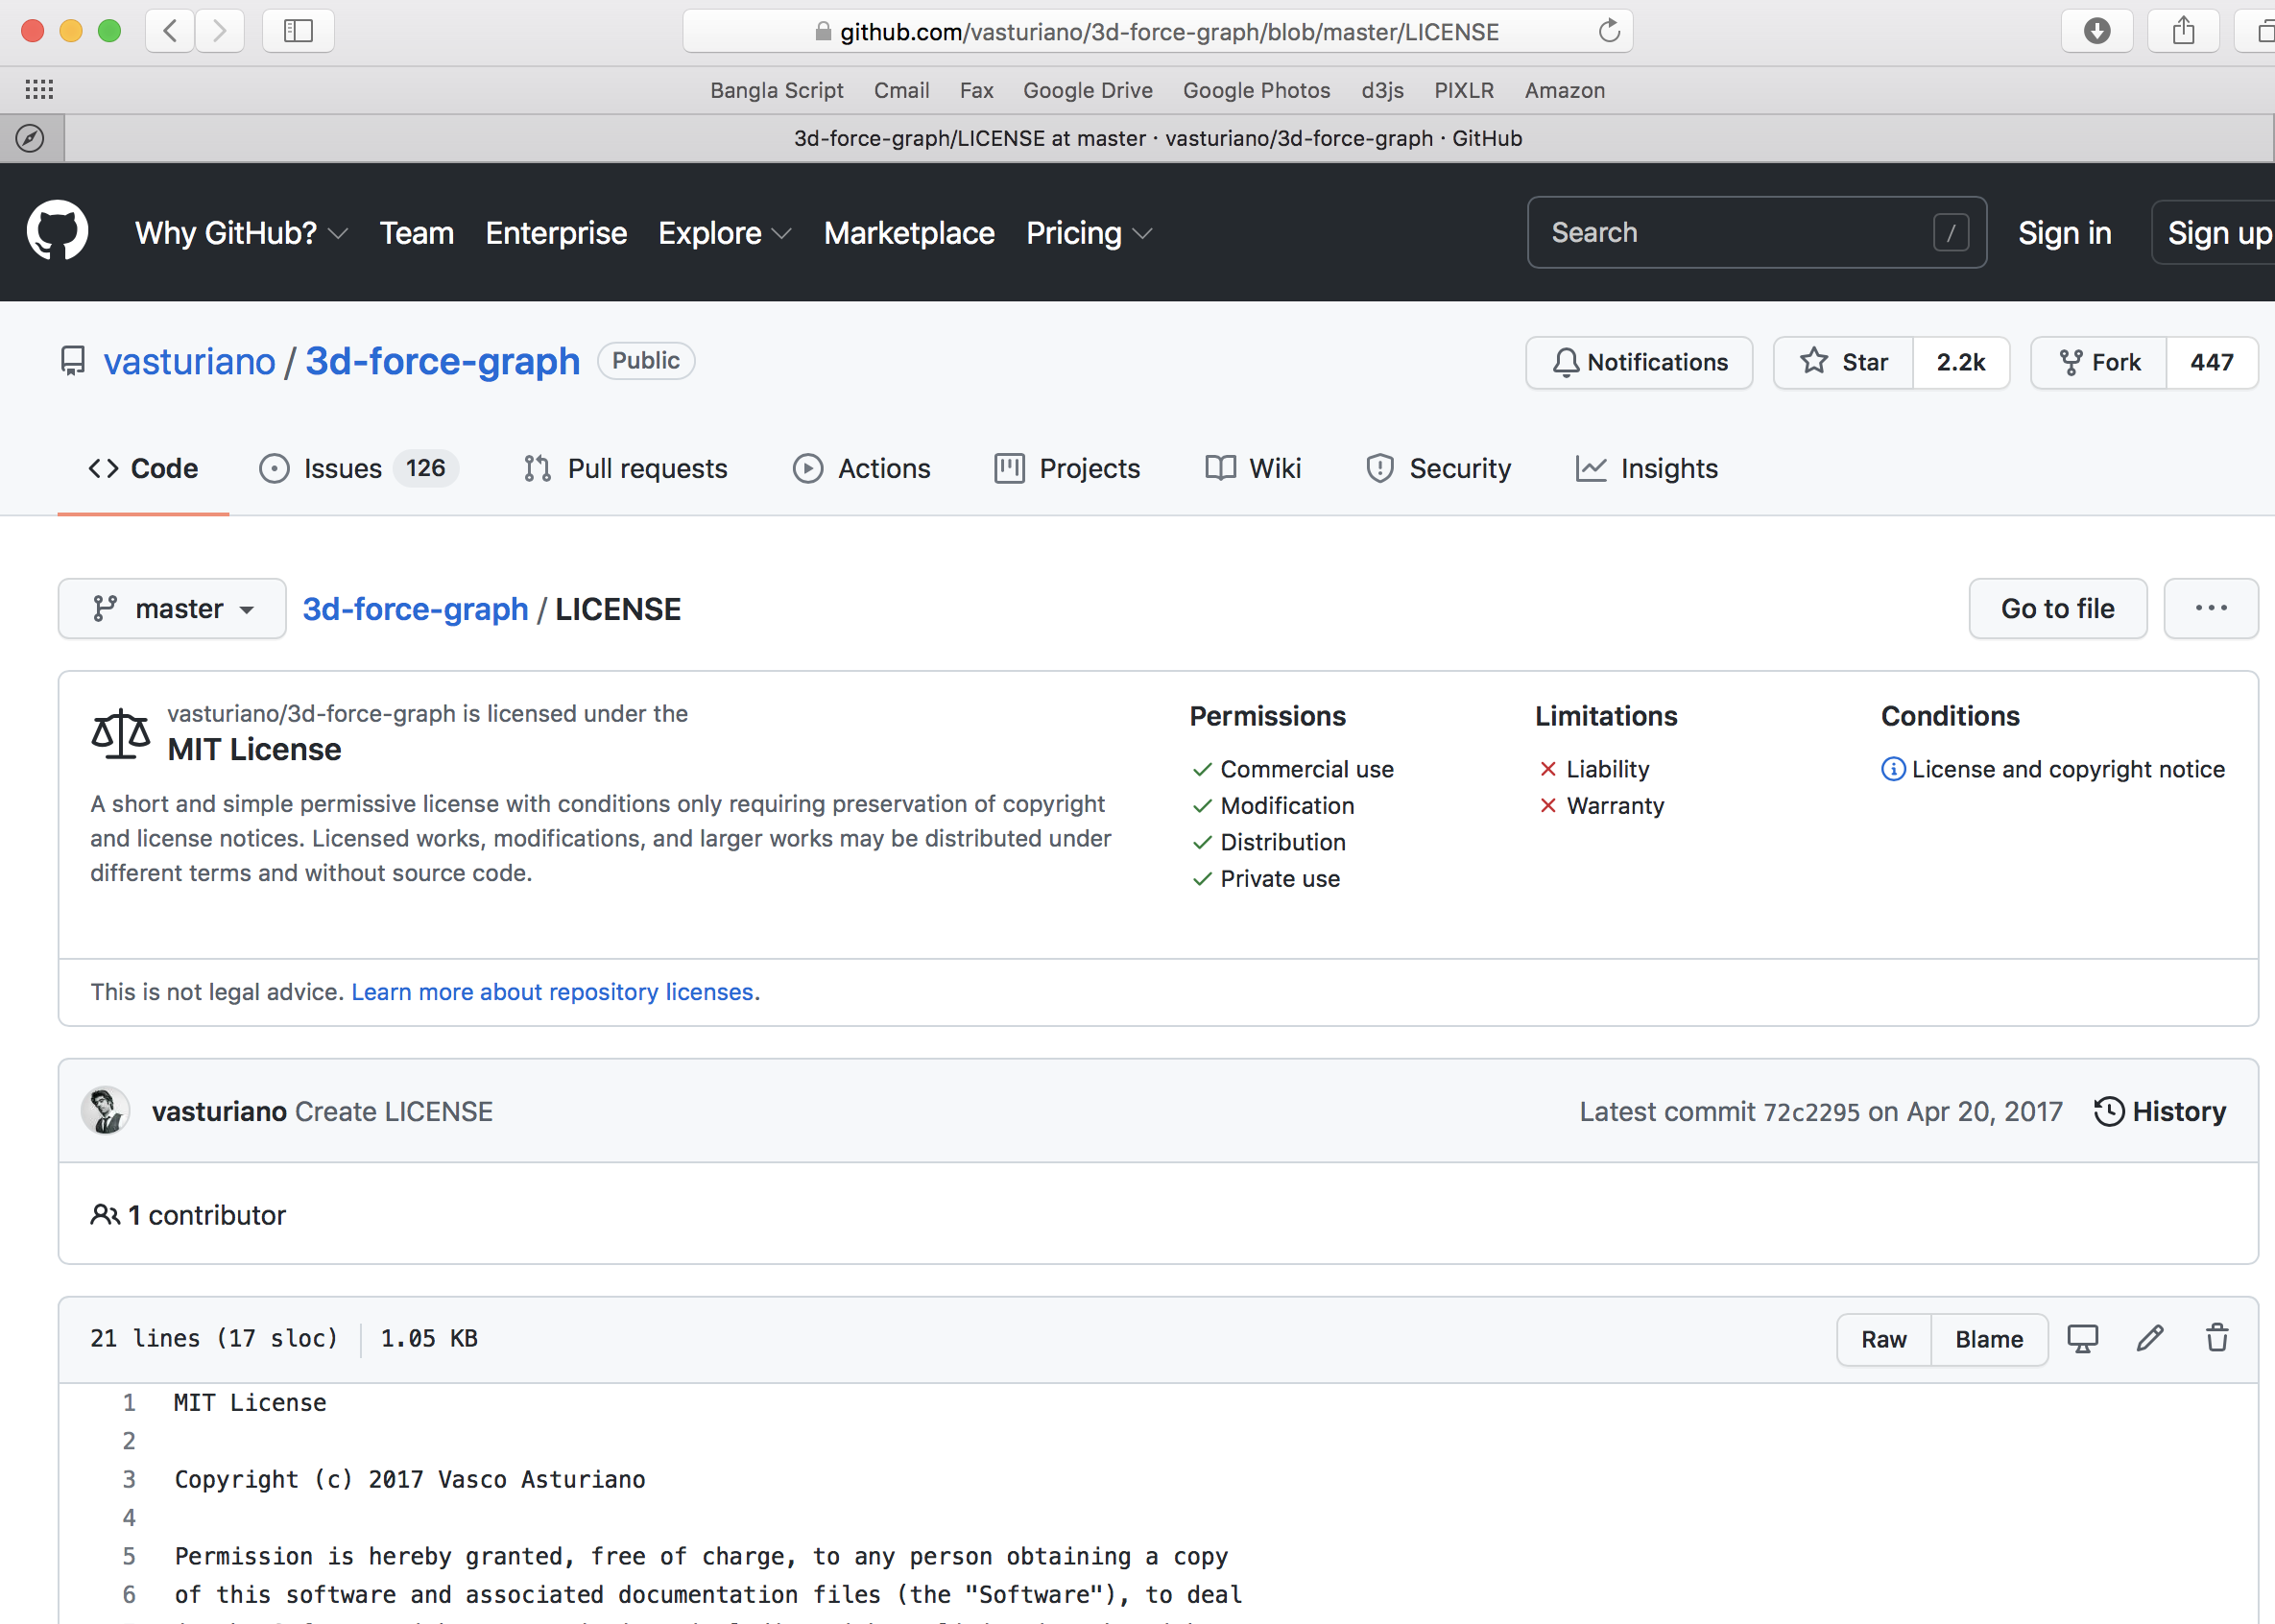 github.com/vasturiano/3d-force-graph/blob/master/LICENSE
Bangla Script Cmail Fax Google Drive Google Photos d3js PIXLR Amazon
3d-force-graph/LICENSE at master · vasturiano/3d-force-graph · GitHub
Why GitHub? Team Enterprise Explore Marketplace Pricing Search / Sign in Sign up
vasturiano / 3d-force-graph Public Notifications Star 2.2k Fork 447
Code Issues 126 Pull requests Actions Projects Wiki Security Insights
master 3d-force-graph / LICENSE Go to file ...
vasturiano/3d-force-graph is licensed under the
MIT License
A short and simple permissive license with conditions only requiring preservation of copyright
and license notices. Licensed works, modifications, and larger works may be distributed under
different terms and without source code.
Permissions
Commercial use
Modification
Distribution
Private use
Limitations
Liability
Warranty
Conditions
License and copyright notice
This is not legal advice. Learn more about repository licenses.
vasturiano Create LICENSE Latest commit 72c2295 on Apr 20, 2017 History
1 contributor
21 lines (17 sloc) 1.05 KB Raw Blame
1 MIT License
2
3 Copyright (c) 2017 Vasco Asturiano
4
5 Permission is hereby granted, free of charge, to any person obtaining a copy
6 of this software and associated documentation files (the "Software"), to deal